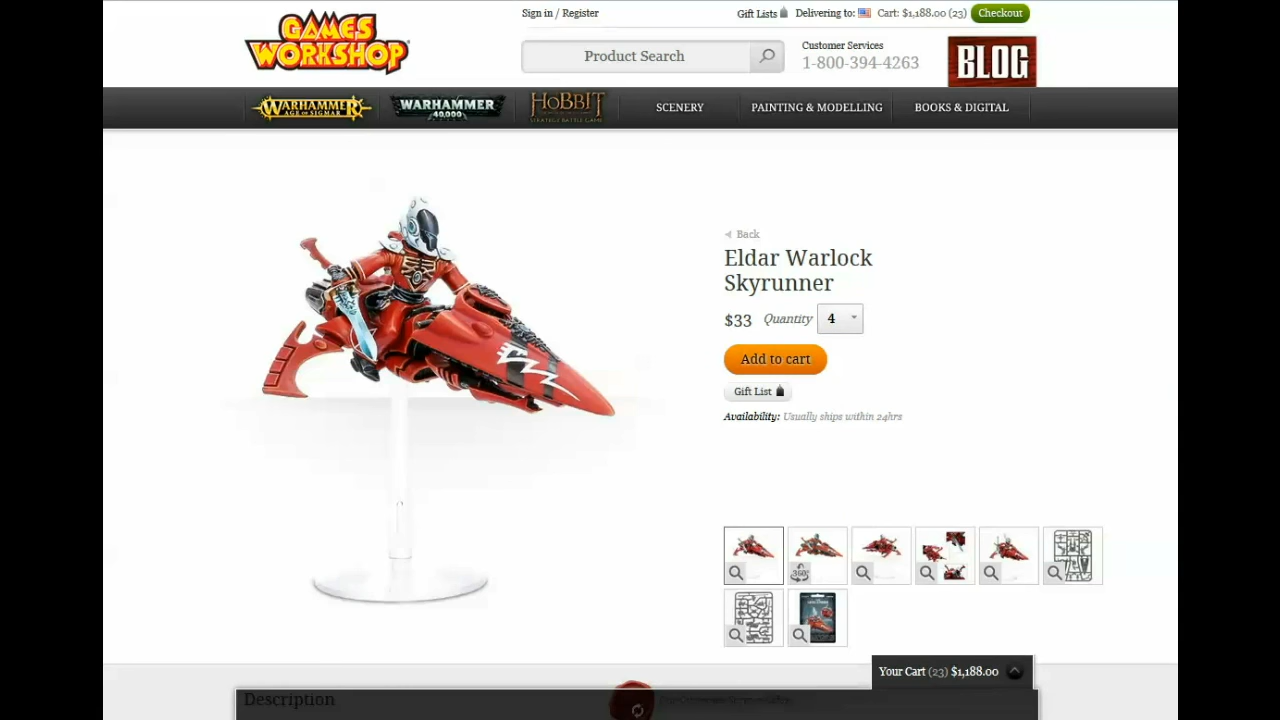 GAMES WORKSHOP
Sign in / Register
Gift Lists
Delivering to:
Cart: $1,188.00 (23)
Checkout
Product Search
Customer Services
1-800-394-4263
BLOG
WARHAMMER
AGE OF SIGMAR
WARHAMMER
40,000
THE HOBBIT
STRATEGY BATTLE GAME
SCENERY
PAINTING & MODELLING
BOOKS & DIGITAL
Back
Eldar Warlock
Skyrunner
$33 Quantity 4
Add to cart
Gift List
Availability: Usually ships within 24hrs
360°
Your Cart (23) $1,188.00
Description